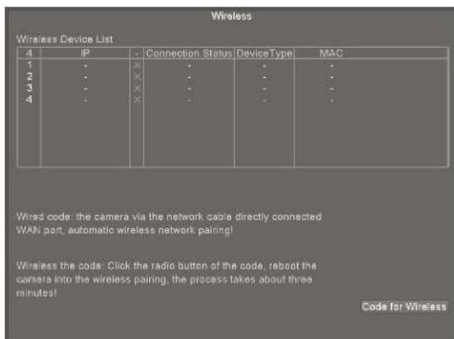 Wireless
Wireless Device List
4 IP - Connection Status DeviceType MAC
1 - × - - -
2 - × - - -
3 - × - - -
4 - × - - -
Wired code: the camera via the network cable directly connected
WAN port, automatic wireless network pairing!
Wireless the code: Click the radio button of the code, reboot the
camera into the wireless pairing, the process takes about three
minutes!
Code for Wireless